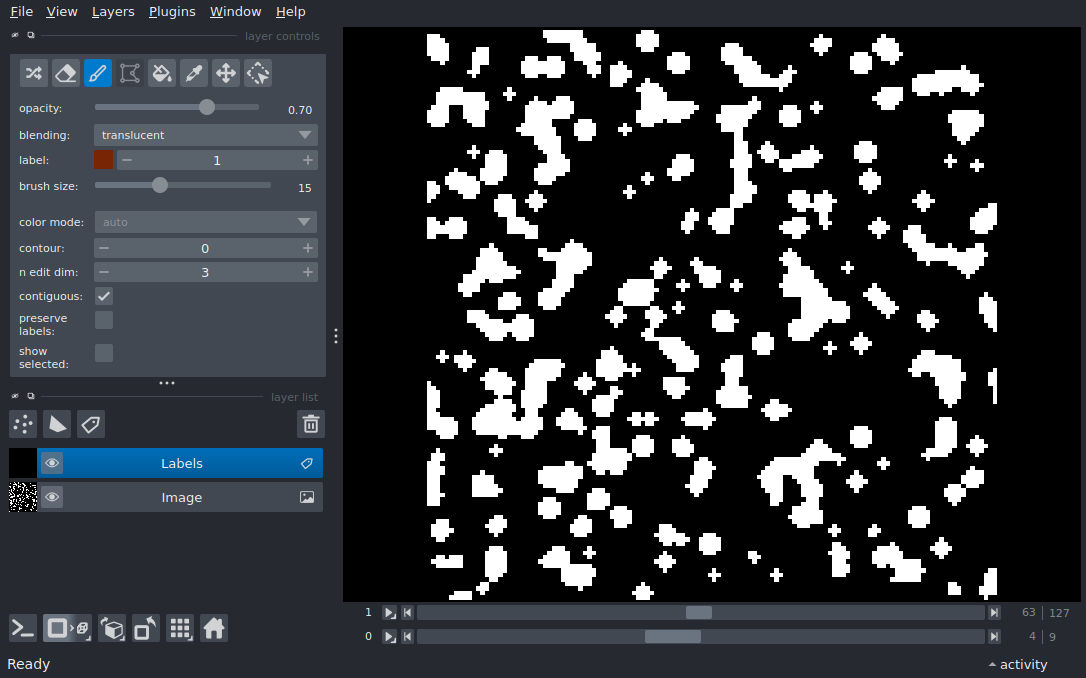 File View Layers Plugins Window Help
layer controls
opacity: 0.70
blending: translucent
label: 1
brush size: 15
color mode: auto
contour: 0
n edit dim: 3
contiguous:
preserve
labels:
show
selected:
layer list
Labels
Image
1 63 127
0 4 9
Ready activity